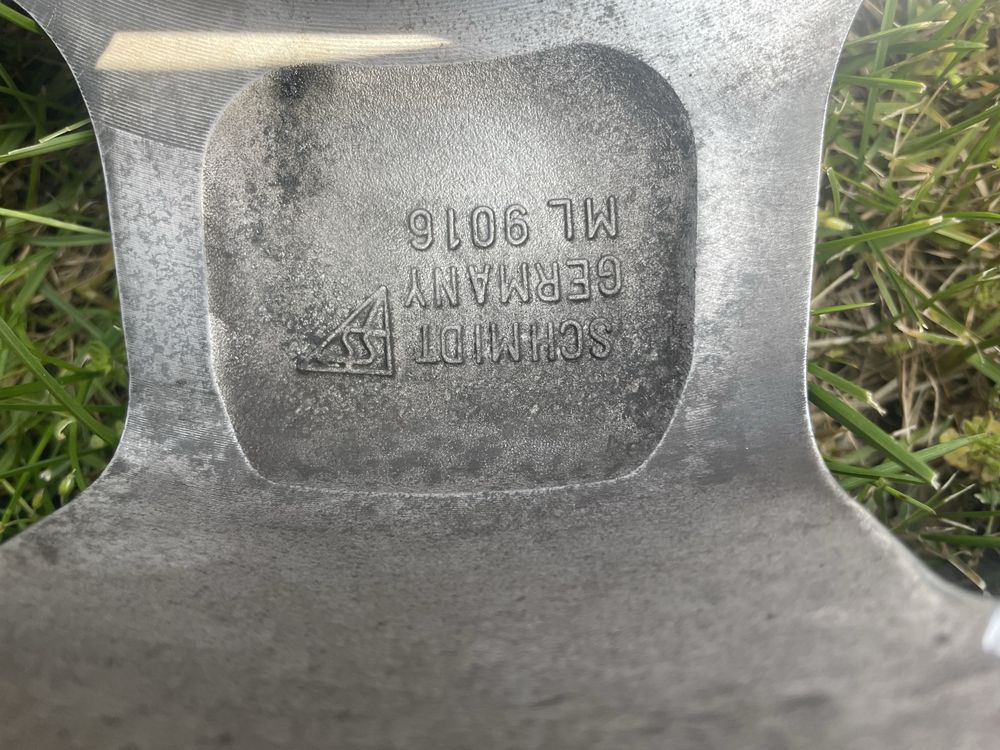 SCHMIDT
GERMANY
ML 9016